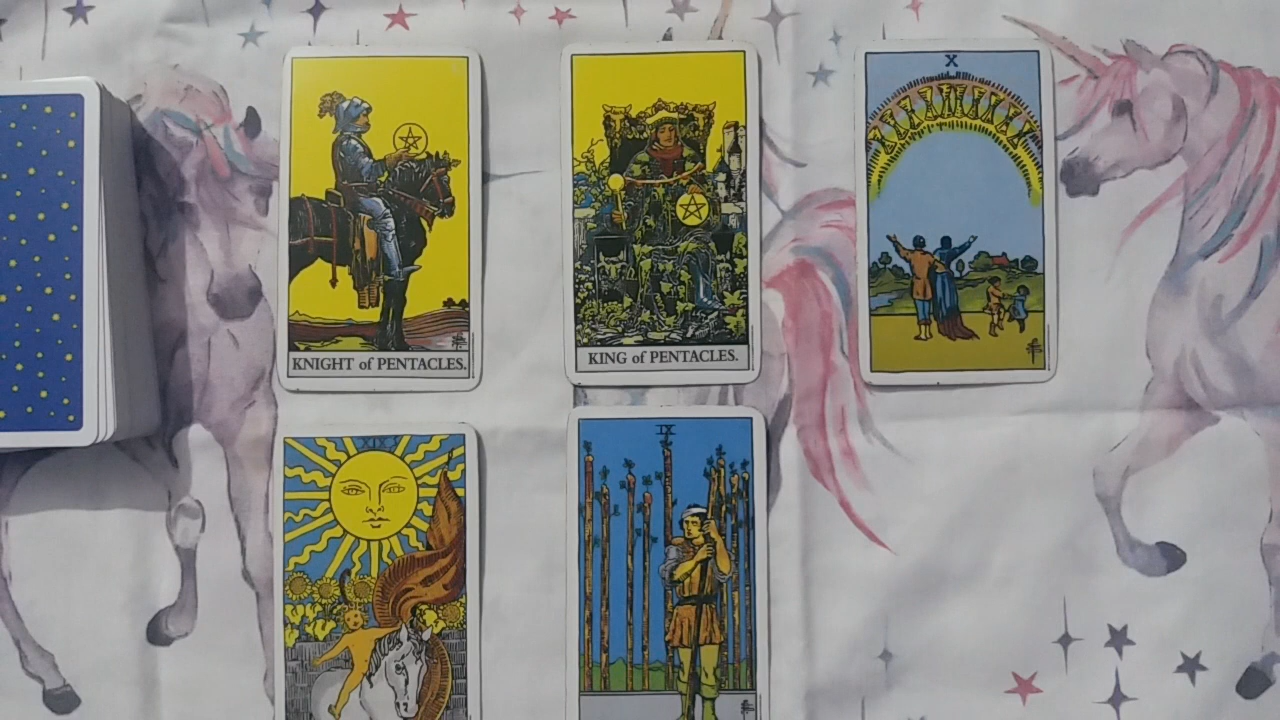 KNIGHT of PENTACLES.
KING of PENTACLES.
X
XIX
IX